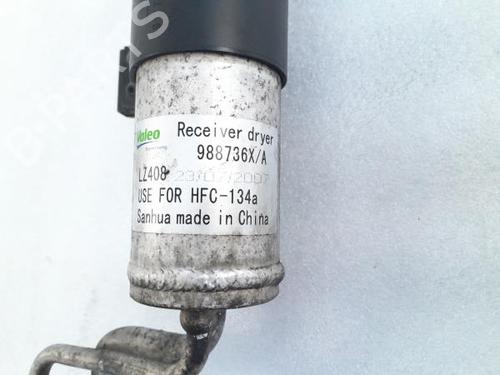 Valeo Receiver dryer
988736X/A
LZ408 23/07/2007
USE FOR HFC-134a
Sanhua made in China